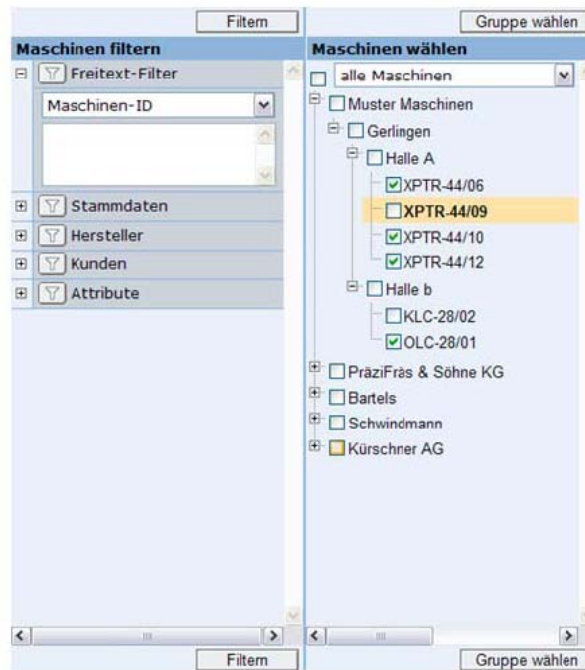 Filtern
Maschinen filtern
Freitext-Filter
Maschinen-ID
Stammdaten
Hersteller
Kunden
Attribute
Filtern
Gruppe wählen
Maschinen wählen
alle Maschinen
Muster Maschinen
Gerlingen
Halle A
XPTR-44/06
XPTR-44/09
XPTR-44/10
XPTR-44/12
Halle b
KLC-28/02
OLC-28/01
PräziFräs & Söhne KG
Bartels
Schwindmann
Kürschner AG
Gruppe wählen